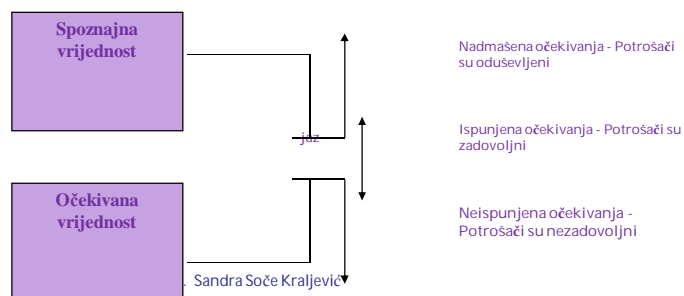 Spoznajna
vrijednost
Nadmašena očekivanja - Potrošači
su oduševljeni
jaz
Ispunjena očekivanja - Potrošači su
zadovoljni
Očekivana
vrijednost
Neispunjena očekivanja -
Potrošači su nezadovoljni
. Sandra Soče Kraljević